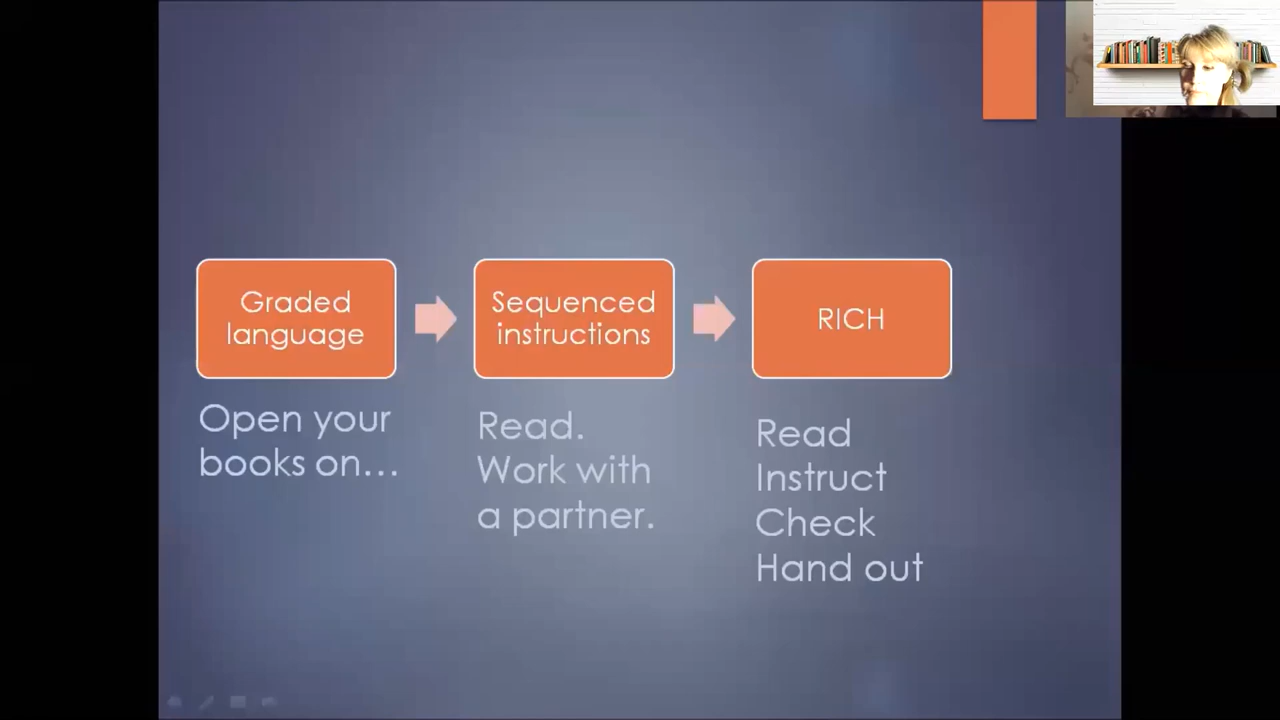 Graded
language
Open your
books on…
Sequenced
instructions
Read.
Work with
a partner.
RICH
Read
Instruct
Check
Hand out